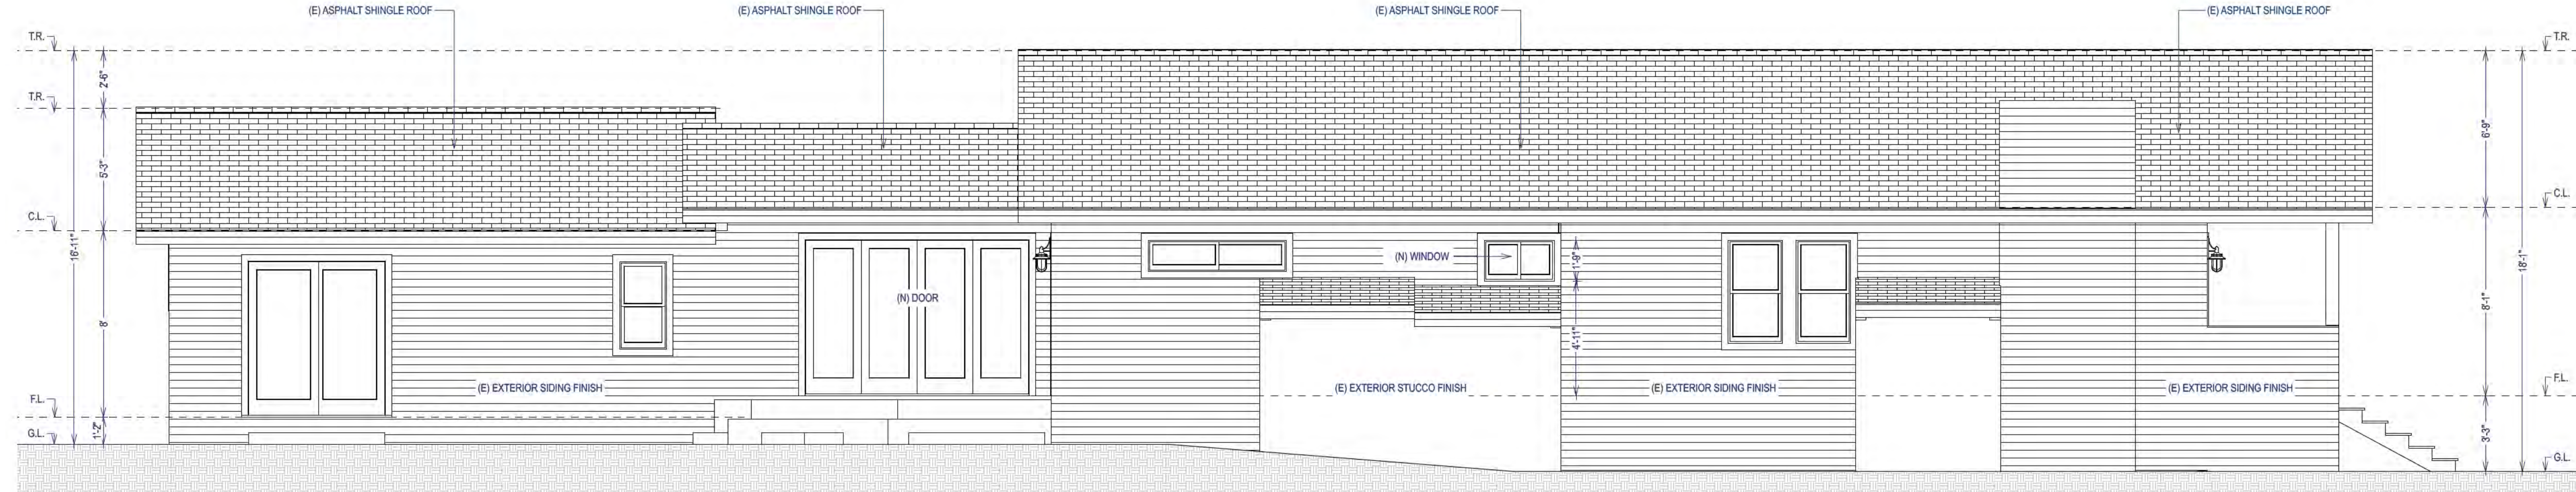 (E) ASPHALT SHINGLE ROOF
(E) ASPHALT SHINGLE ROOF
(E) ASPHALT SHINGLE ROOF
(E) ASPHALT SHINGLE ROOF
T.R.
T.R.
2'-6"
T.R.
5'-3"
6'-9"
C.L.
C.L.
16'-11"
18'-1"
(N) WINDOW
1'-9"
(N) DOOR
8'
4'-11"
8'-1"
(E) EXTERIOR SIDING FINISH
(E) EXTERIOR STUCCO FINISH
(E) EXTERIOR SIDING FINISH
(E) EXTERIOR SIDING FINISH
F.L.
F.L.
1'-2"
3'-3"
G.L.
G.L.